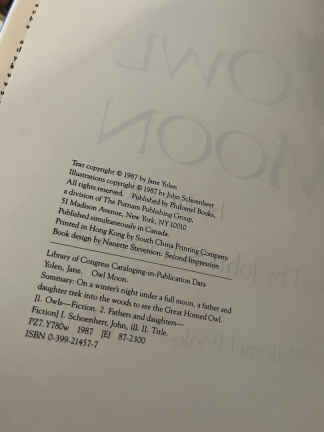 Text copyright © 1987 by Jane Yolen
Illustrations copyright © 1987 by John Schoenherr
All rights reserved. Published by Philomel Books,
a division of The Putnam Publishing Group,
51 Madison Avenue, New York, NY 10010
Published simultaneously in Canada.
Printed in Hong Kong by South China Printing Company
Book design by Nanette Stevenson. Second Impression
Library of Congress Cataloging-in-Publication Data
Yolen, Jane. Owl Moon.
Summary: On a winter's night under a full moon, a father and
daughter trek into the woods to see the Great Horned Owl.
[1. Owls—Fiction. 2. Fathers and daughters—
Fiction] I. Schoenherr, John, ill. II. Title.
PZ7.Y780w 1987 [E] 87-2300
ISBN 0-399-21457-7
OWL
MOON